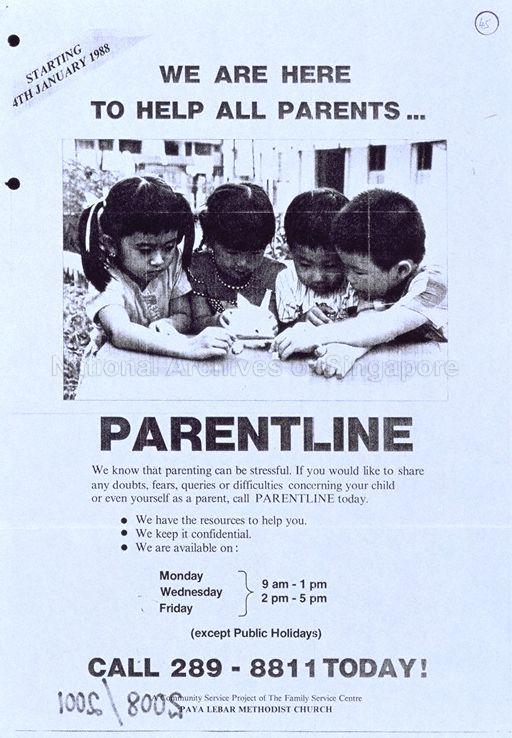 45
STARTING
4TH JANUARY 1988
WE ARE HERE
TO HELP ALL PARENTS ...
National Archives of Singapore
PARENTLINE
We know that parenting can be stressful. If you would like to share
any doubts, fears, queries or difficulties concerning your child
or even yourself as a parent, call PARENTLINE today.
• We have the resources to help you.
• We keep it confidential.
• We are available on :
Monday
Wednesday
Friday
9 am - 1 pm
2 pm - 5 pm
(except Public Holidays)
CALL 289 - 8811 TODAY!
A Community Service Project of The Family Service Centre
PAYA LEBAR METHODIST CHURCH